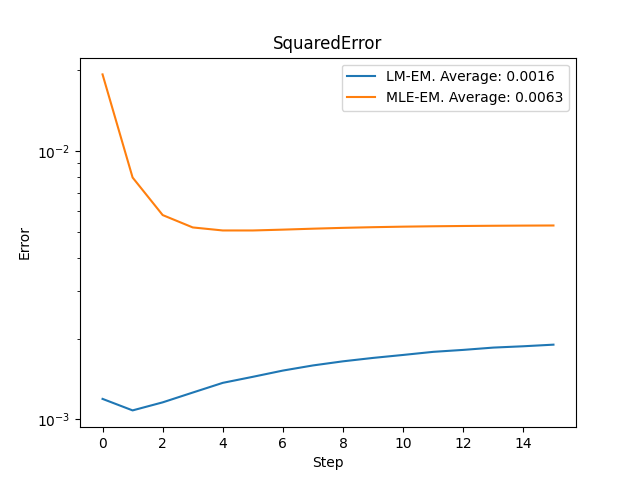 SquaredError
LM-EM. Average: 0.0016
MLE-EM. Average: 0.0063
10⁻²
10⁻³
Error
0 2 4 6 8 10 12 14
Step